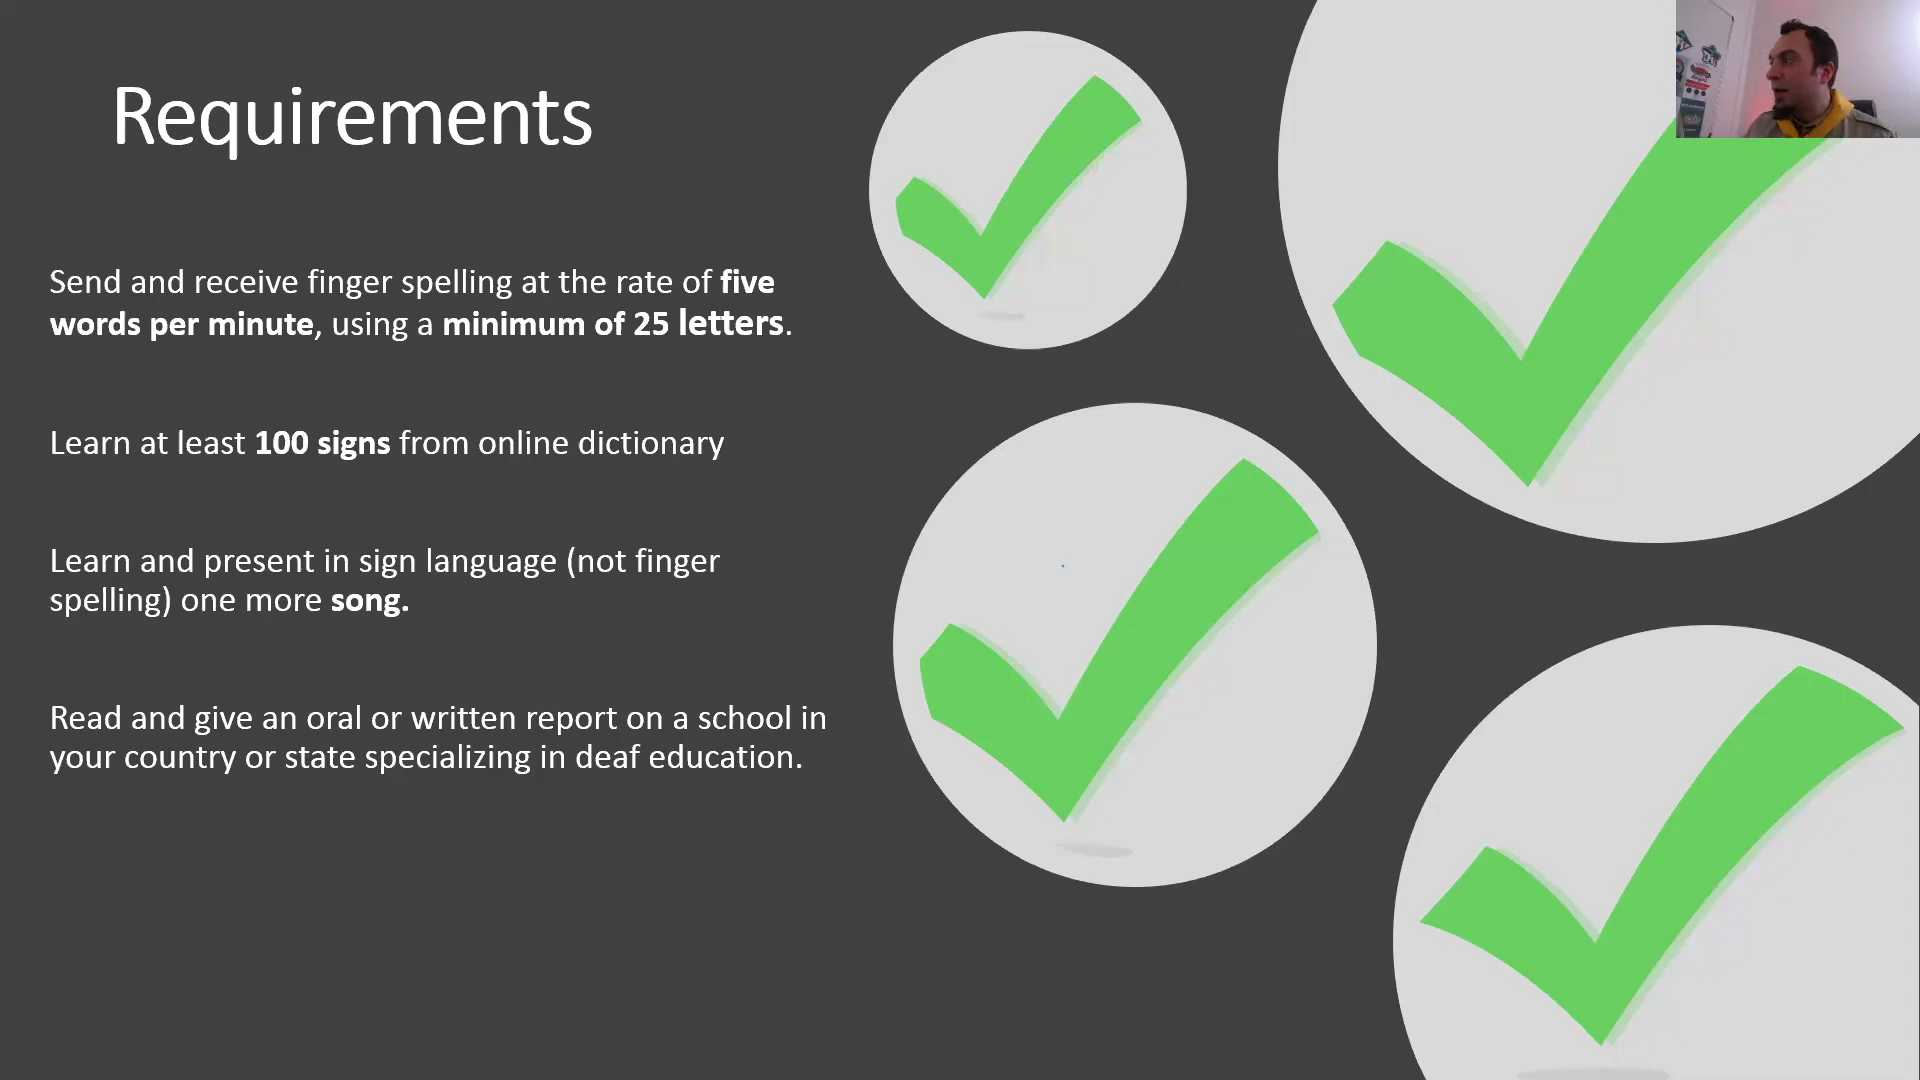 Requirements
Send and receive finger spelling at the rate of five
words per minute, using a minimum of 25 letters.
Learn at least 100 signs from online dictionary
Learn and present in sign language (not finger
spelling) one more song.
Read and give an oral or written report on a school in
your country or state specializing in deaf education.